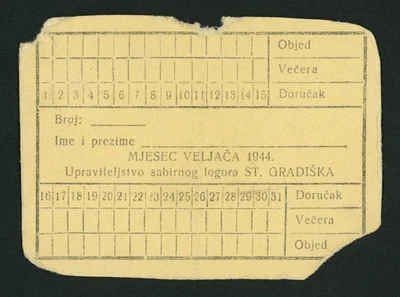 Objed
Večera
1 2 3 4 5 6 7 8 9 10 11 12 13 14 15 Doručak
Broj:
Ime i prezime
MJESEC VELJAČA 1944.
Upraviteljstvo sabirnog logora ST. GRADIŠKA
16 17 18 19 20 21 22 23 24 25 26 27 28 29 30 31 Doručak
Večera
Objed